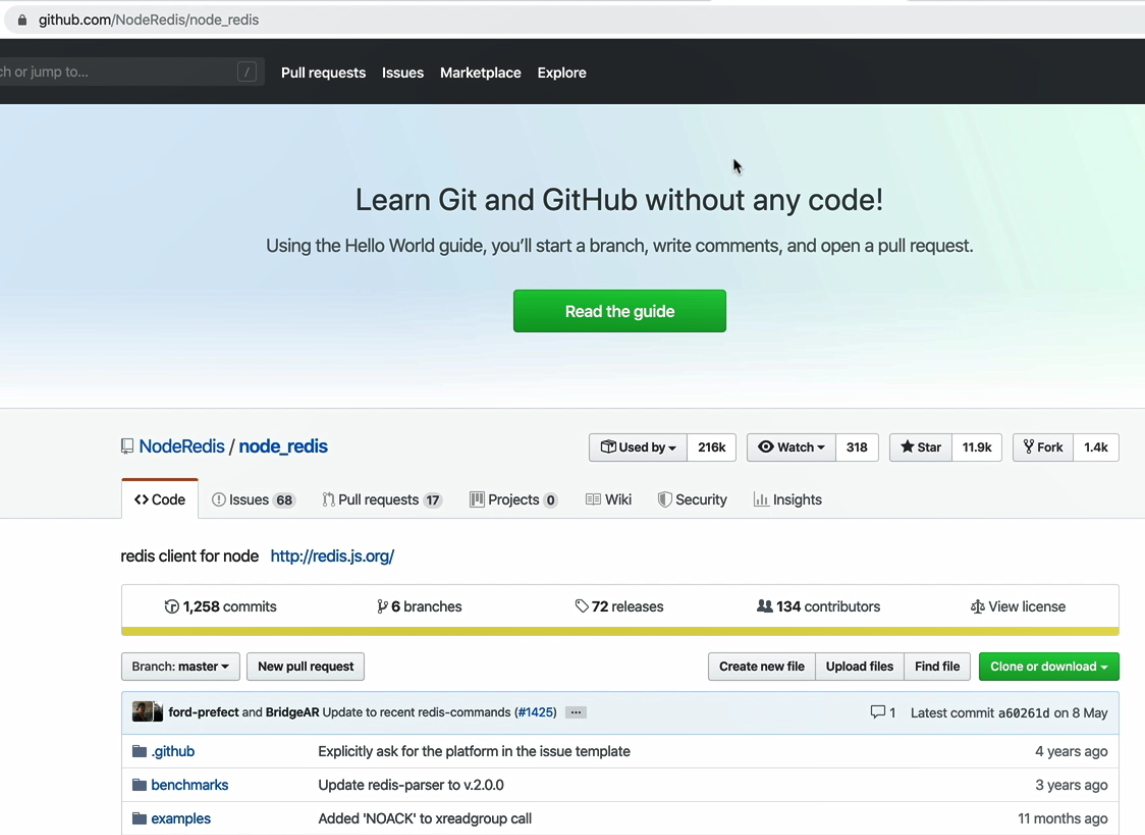 github.com/NodeRedis/node_redis
ch or jump to... / Pull requests Issues Marketplace Explore
Learn Git and GitHub without any code!
Using the Hello World guide, you’ll start a branch, write comments, and open a pull request.
Read the guide
NodeRedis / node_redis Used by 216k Watch 318 Star 11.9k Fork 1.4k
Code Issues 68 Pull requests 17 Projects 0 Wiki Security Insights
redis client for node http://redis.js.org/
1,258 commits 6 branches 72 releases 134 contributors View license
Branch: master New pull request Create new file Upload files Find file Clone or download
ford-prefect and BridgeAR Update to recent redis-commands (#1425) ... 1 Latest commit a60261d on 8 May
.github Explicitly ask for the platform in the issue template 4 years ago
benchmarks Update redis-parser to v.2.0.0 3 years ago
examples Added 'NOACK' to xreadgroup call 11 months ago